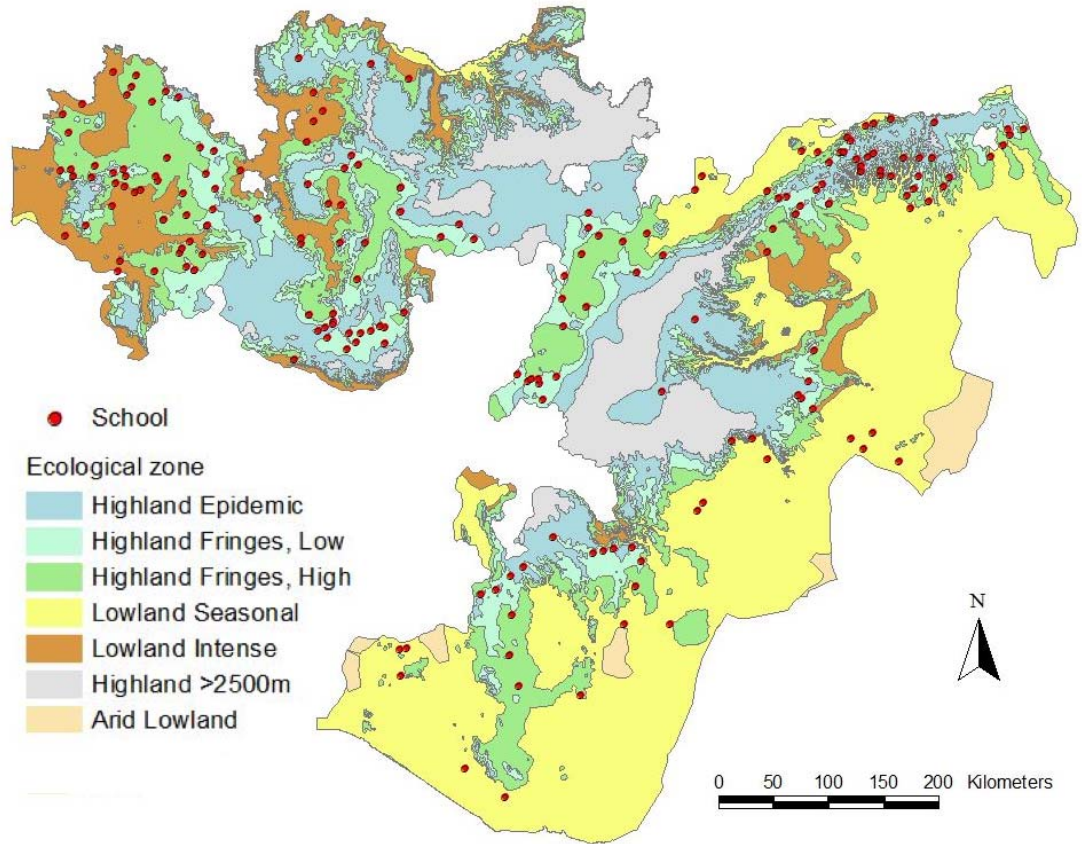 School
Ecological zone
Highland Epidemic
Highland Fringes, Low
Highland Fringes, High
Lowland Seasonal
Lowland Intense
Highland >2500m
Arid Lowland
N
0 50 100 150 200 Kilometers